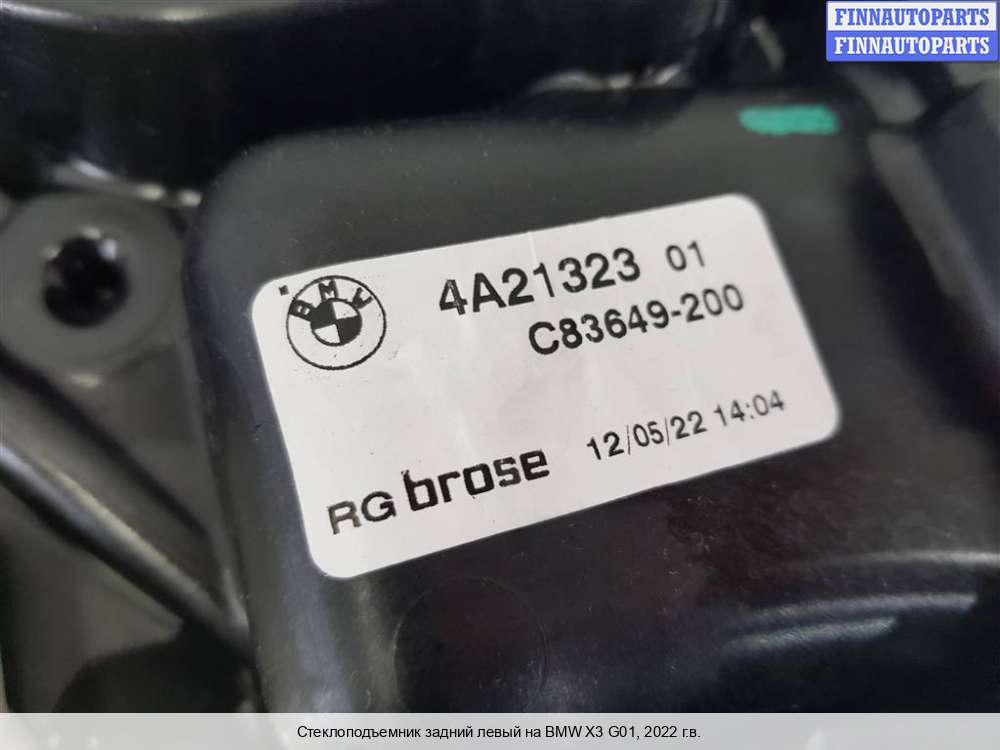 FINNAUTOPARTS
FINNAUTOPARTS
BMW
4A21323 01
C83649-200
RG brose 12/05/22 14:04
Стеклоподъемник задний левый на BMW X3 G01, 2022 г.в.